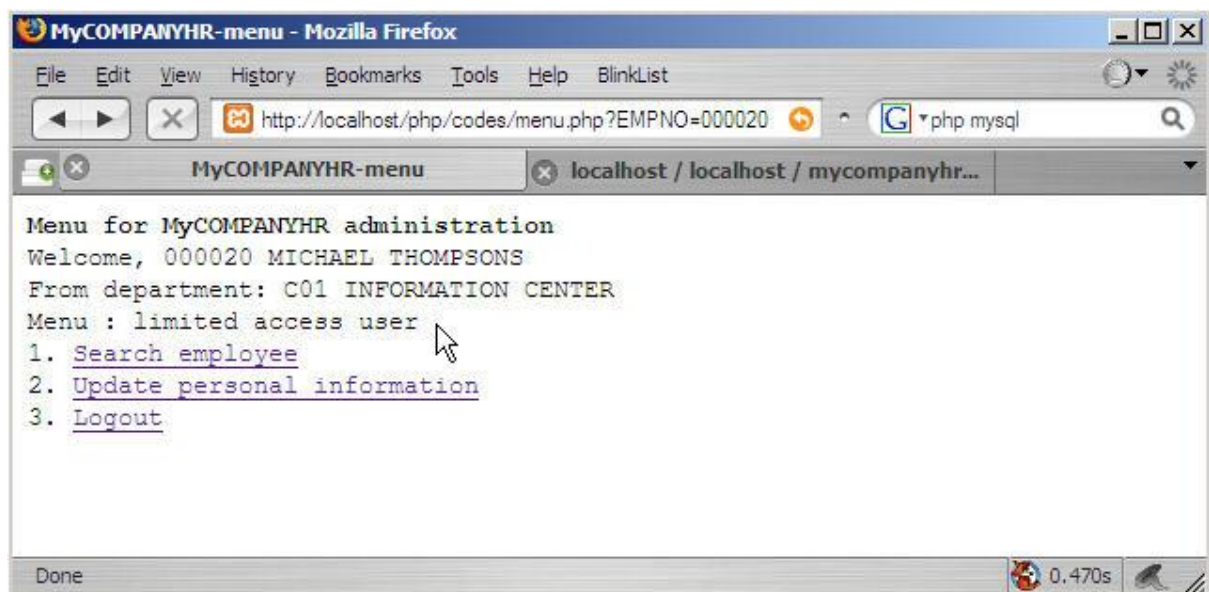 MyCOMPANYHR-menu - Mozilla Firefox
File Edit View History Bookmarks Tools Help BlinkList
http://localhost/php/codes/menu.php?EMPNO=000020 G php mysql
MyCOMPANYHR-menu localhost / localhost / mycompanyhr...
Menu for MyCOMPANYHR administration
Welcome, 000020 MICHAEL THOMPSONS
From department: C01 INFORMATION CENTER
Menu : limited access user
1. Search employee
2. Update personal information
3. Logout
Done 0.470s